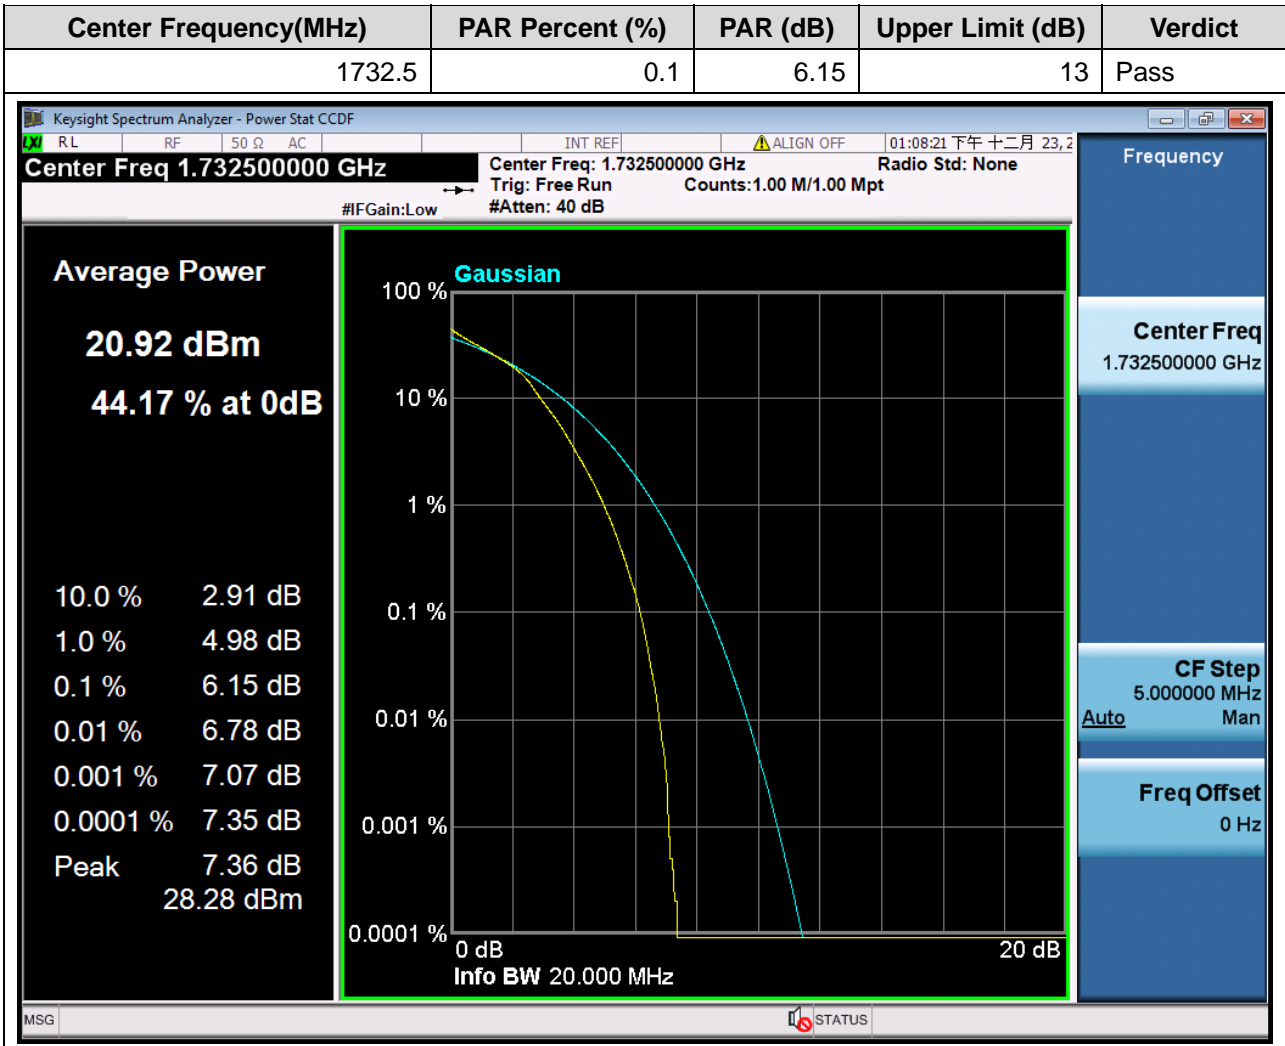 Center Frequency(MHz) PAR Percent (%) PAR (dB) Upper Limit (dB) Verdict
1732.5 0.1 6.15 13 Pass
Keysight Spectrum Analyzer - Power Stat CCDF
LXI RL RF 50 Ω AC INT REF ALIGN OFF 01:08:21 下午 十二月 23, 2
Center Freq 1.732500000 GHz
Center Freq: 1.732500000 GHz Radio Std: None
Trig: Free Run Counts:1.00 M/1.00 Mpt
#IFGain:Low #Atten: 40 dB
Frequency
Average Power
20.92 dBm
44.17 % at 0dB
10.0 % 2.91 dB
1.0 % 4.98 dB
0.1 % 6.15 dB
0.01 % 6.78 dB
0.001 % 7.07 dB
0.0001 % 7.35 dB
Peak 7.36 dB
28.28 dBm
Gaussian
100 %
10 %
1 %
0.1 %
0.01 %
0.001 %
0.0001 %
0 dB 20 dB
Info BW 20.000 MHz
Center Freq
1.732500000 GHz
CF Step
5.000000 MHz
Auto Man
Freq Offset
0 Hz
MSG STATUS